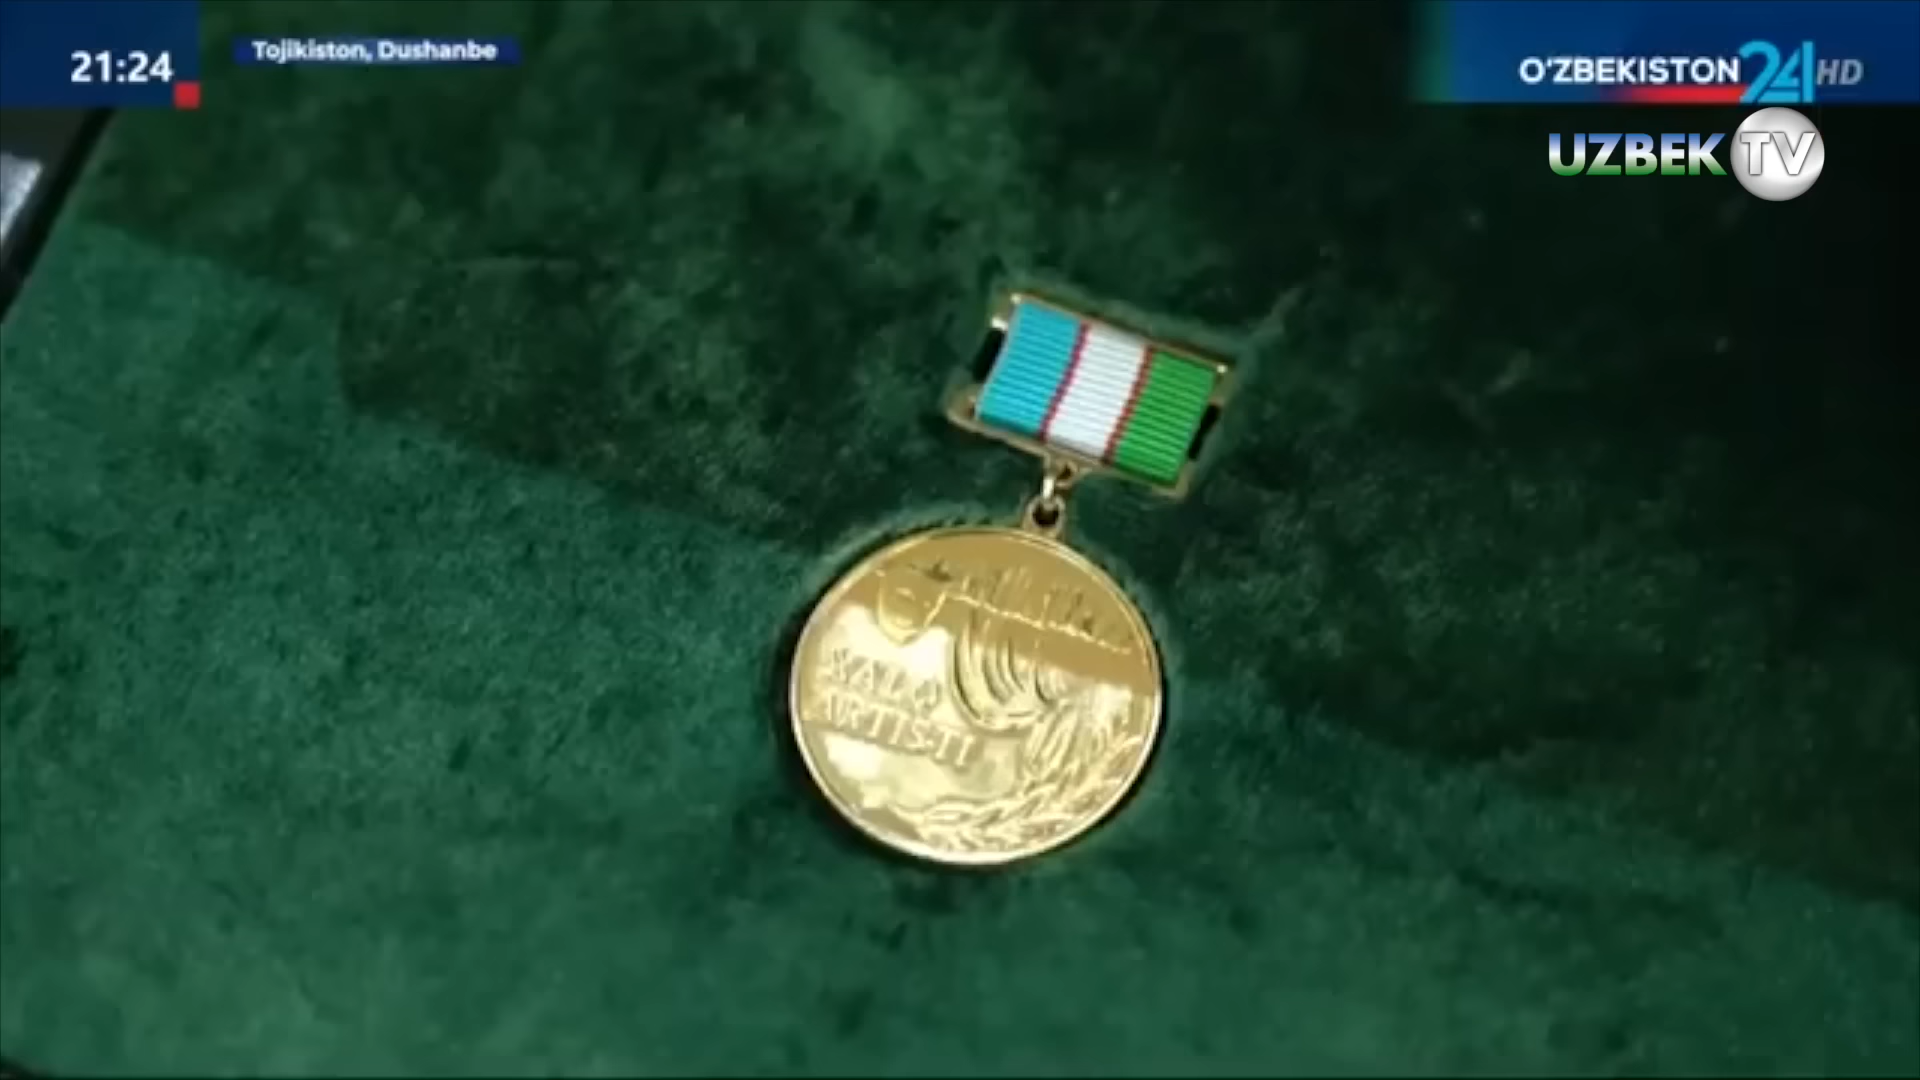 21:24
Tojikiston, Dushanbe
O'ZBEKISTON 24 HD
UZBEK TV
XALQ
ARTISTI